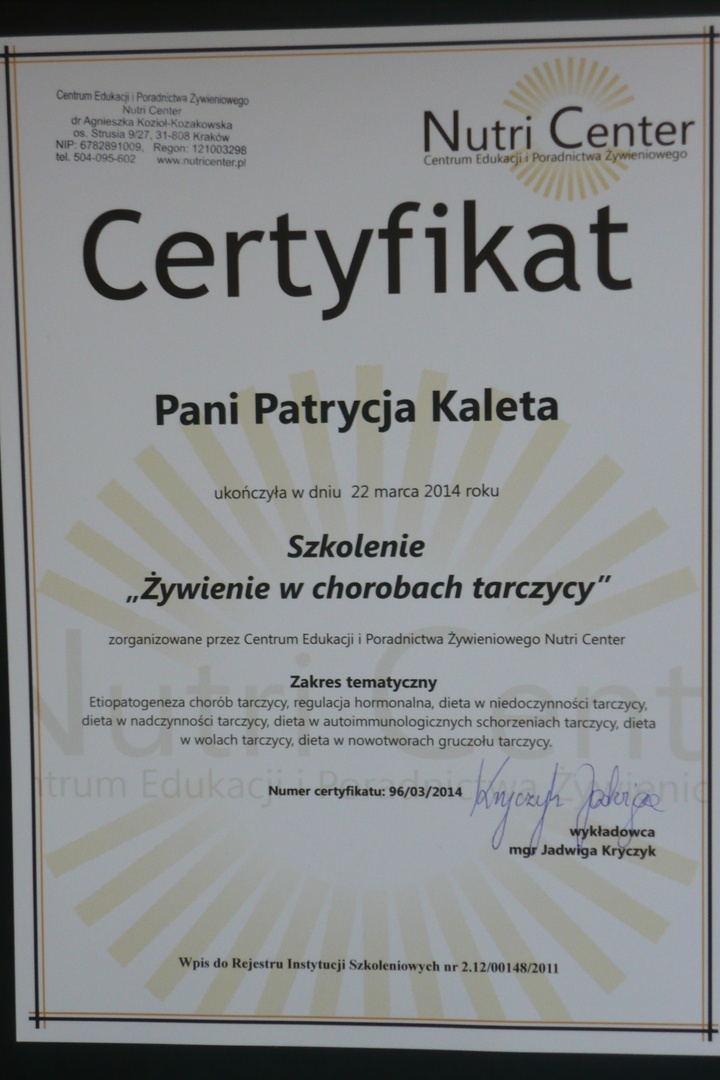 Centrum Edukacji i Poradnictwa Żywieniowego
Nutri Center
dr Agnieszka Kozioł-Kozakowska
os. Strusia 9/27, 31-808 Kraków
NIP: 6782891009, Regon: 121003298
tel. 504-095-602 www.nutricenter.pl
Nutri Center
Centrum Edukacji i Poradnictwa Żywieniowego
Certyfikat
Pani Patrycja Kaleta
ukończyła w dniu 22 marca 2014 roku
Szkolenie
„Żywienie w chorobach tarczycy”
zorganizowane przez Centrum Edukacji i Poradnictwa Żywieniowego Nutri Center
Zakres tematyczny
Etiopatogeneza chorób tarczycy, regulacja hormonalna, dieta w niedoczynności tarczycy,
dieta w nadczynności tarczycy, dieta w autoimmunologicznych schorzeniach tarczycy, dieta
w wolach tarczycy, dieta w nowotworach gruczołu tarczycy.
Numer certyfikatu: 96/03/2014
Kryczyk Jadwiga
wykładowca
mgr Jadwiga Kryczyk
Wpis do Rejestru Instytucji Szkoleniowych nr 2.12/00148/2011